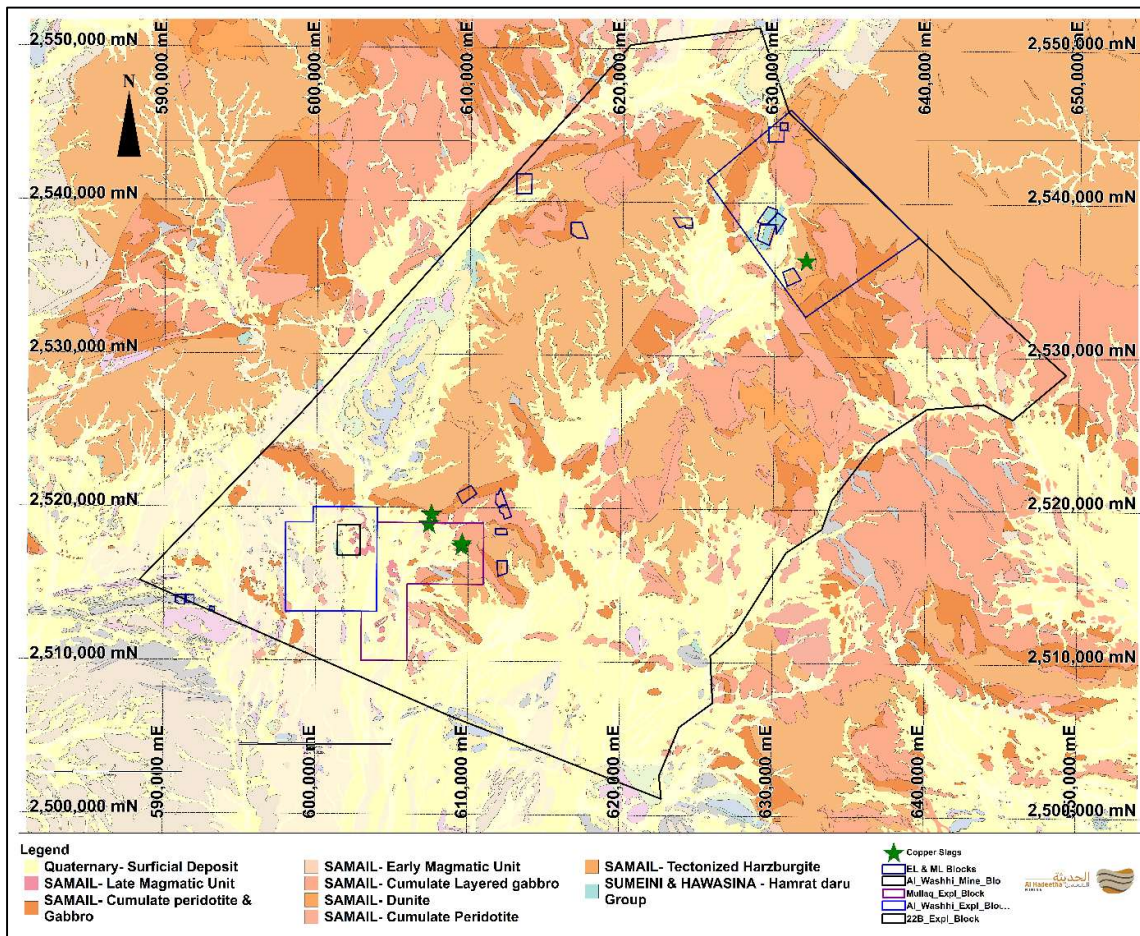 590,000 mE
600,000 mE
610,000 mE
620,000 mE
630,000 mE
640,000 mE
650,000 mE
2,550,000 mN
2,550,000 mN
N
2,540,000 mN
2,540,000 mN
2,530,000 mN
2,530,000 mN
2,520,000 mN
2,520,000 mN
2,510,000 mN
2,510,000 mN
2,500,000 mN
2,500,000 mN
590,000 mE
600,000 mE
610,000 mE
620,000 mE
630,000 mE
640,000 mE
650,000 mE
Legend
Quaternary- Surficial Deposit
SAMAIL- Late Magmatic Unit
SAMAIL- Cumulate peridotite &
Gabbro
SAMAIL- Early Magmatic Unit
SAMAIL- Cumulate Layered gabbro
SAMAIL- Dunite
SAMAIL- Cumulate Peridotite
SAMAIL- Tectonized Harzburgite
SUMEINI & HAWASINA - Hamrat daru
Group
Copper Slags
EL & ML Blocks
Al_Washhi_Mine_Blo
Mullaq_Expl_Block
Al_Washhi_Expl_Bloc...
22B_Expl_Block
الحديثة
Al Hadeetha